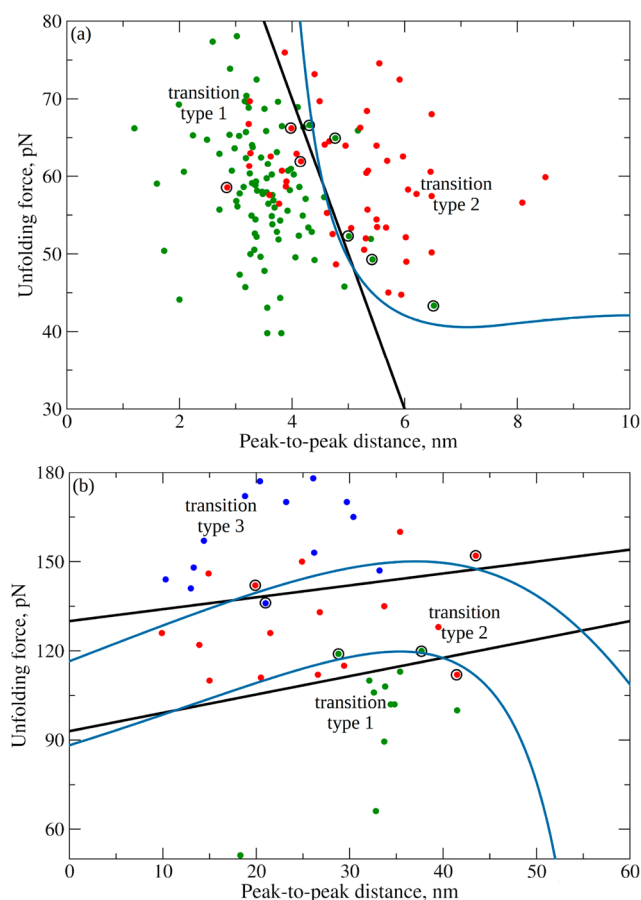 (a)
80
70
60
50
40
30
Unfolding force, pN
transition
type 1
transition
type 2
0
2
4
6
8
10
Peak-to-peak distance, nm
(b)
180
150
120
90
60
Unfolding force, pN
transition
type 3
transition
type 2
transition
type 1
0
10
20
30
40
50
60
Peak-to-peak distance, nm